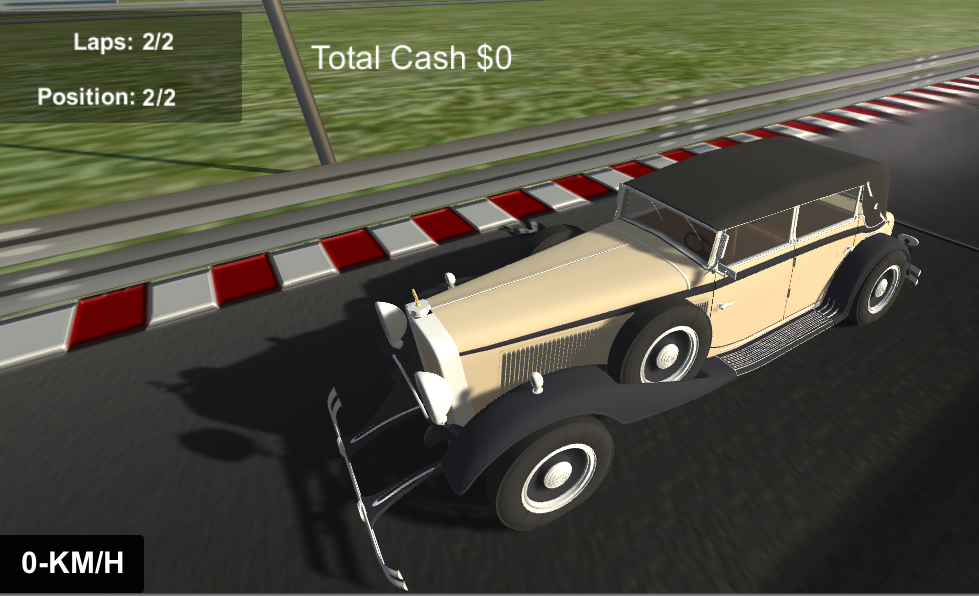 Laps: 2/2
Total Cash $0
Position: 2/2
0-KM/H